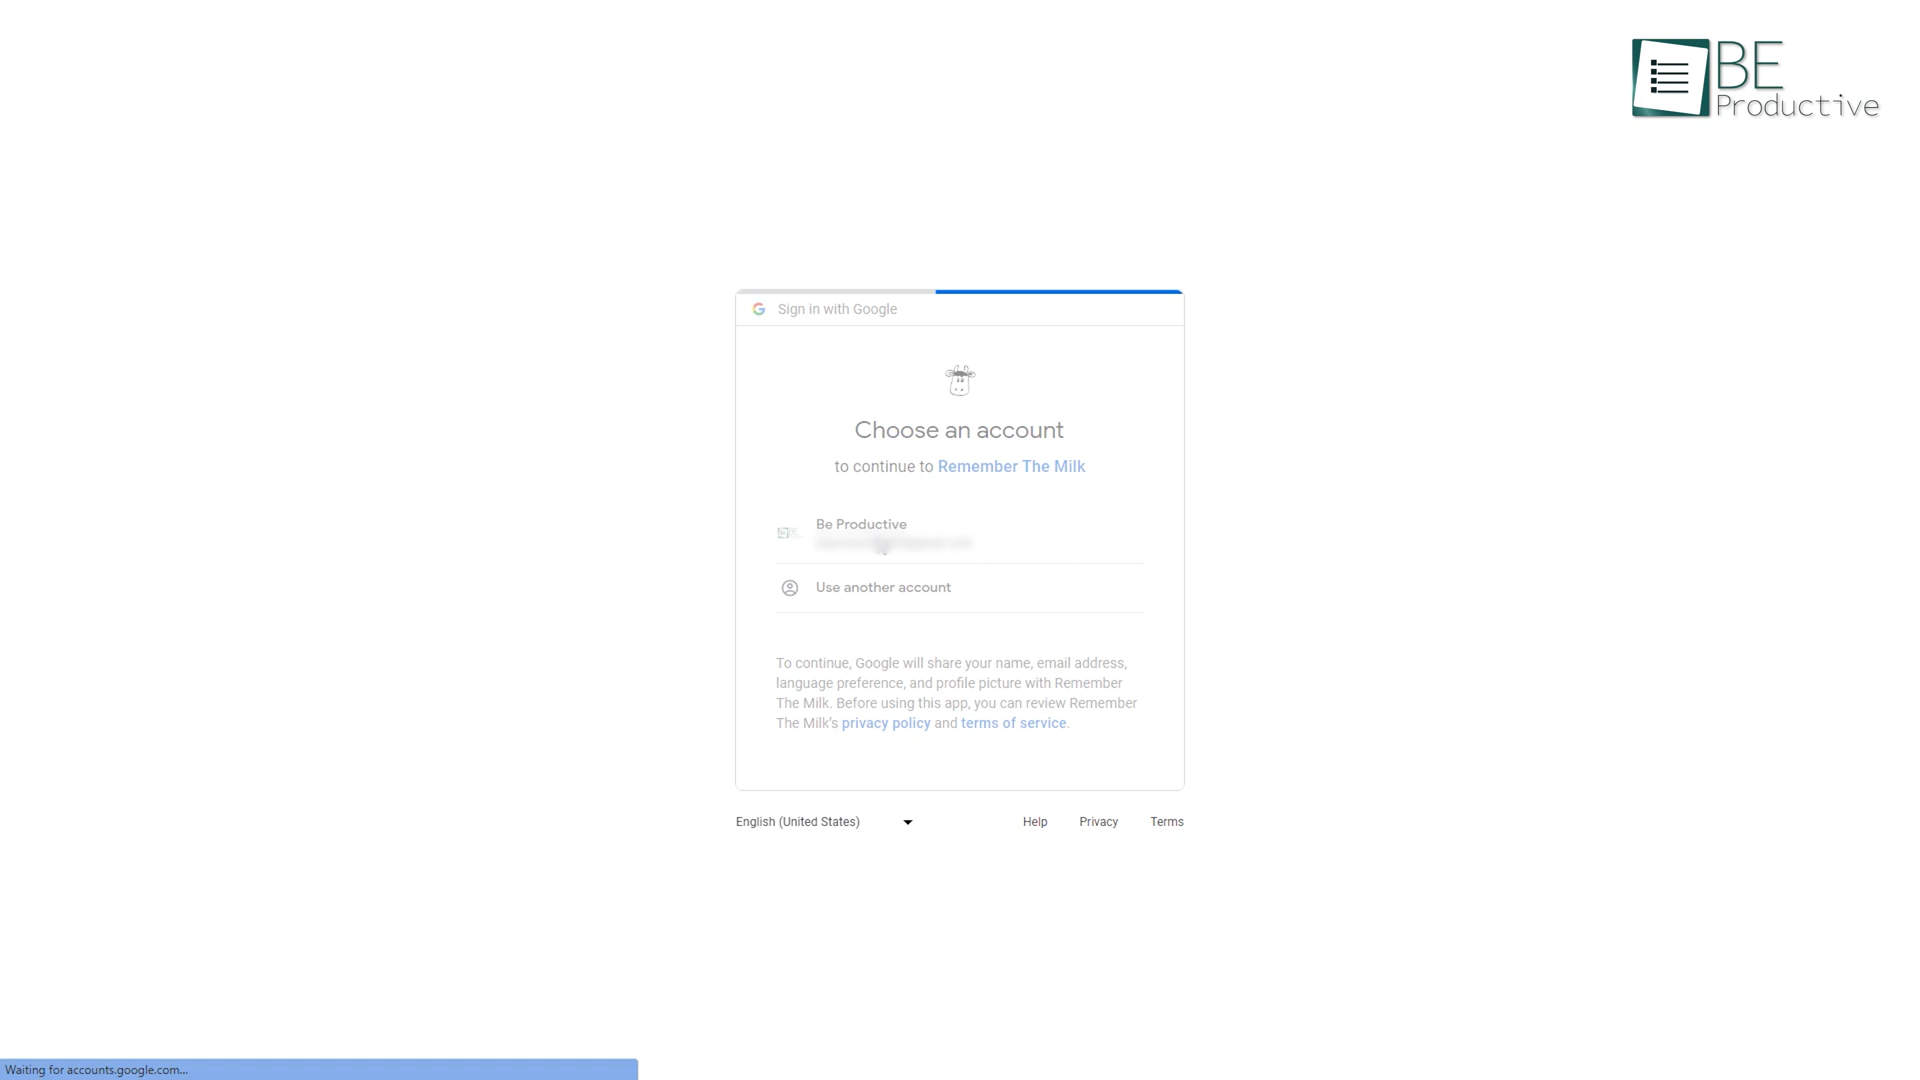 BE
Productive
Sign in with Google
Choose an account
to continue to Remember The Milk
Be Productive
Use another account
To continue, Google will share your name, email address,
language preference, and profile picture with Remember
The Milk. Before using this app, you can review Remember
The Milk's privacy policy and terms of service.
English (United States)
Help
Privacy
Terms
Waiting for accounts.google.com...